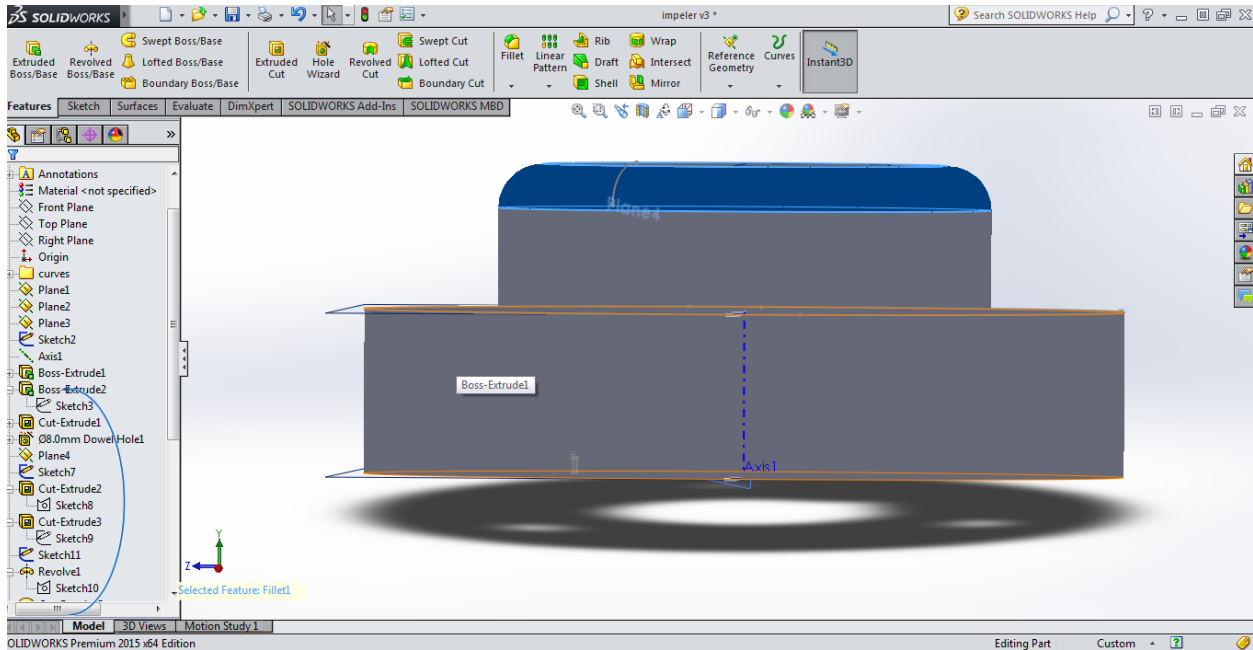 SOLIDWORKS
impeler v3 *
Search SOLIDWORKS Help
Extruded Boss/Base
Revolved Boss/Base
Swept Boss/Base
Lofted Boss/Base
Boundary Boss/Base
Extruded Cut
Hole Wizard
Revolved Cut
Swept Cut
Lofted Cut
Boundary Cut
Fillet
Linear Pattern
Rib
Draft
Shell
Wrap
Intersect
Mirror
Reference Geometry
Curves
Instant3D
Features
Sketch
Surfaces
Evaluate
DimXpert
SOLIDWORKS Add-Ins
SOLIDWORKS MBD
Annotations
Material <not specified>
Front Plane
Top Plane
Right Plane
Origin
curves
Plane1
Plane2
Plane3
Sketch2
Axis1
Boss-Extrude1
Boss-Extrude2
Sketch3
Cut-Extrude1
Ø8.0mm Dowel Hole1
Plane4
Sketch7
Cut-Extrude2
Sketch8
Cut-Extrude3
Sketch9
Sketch11
Revolve1
Sketch10
Plane4
Boss-Extrude1
Axis1
Y
Z
Selected Feature: Fillet1
Model
3D Views
Motion Study 1
OLIDWORKS Premium 2015 x64 Edition
Editing Part
Custom